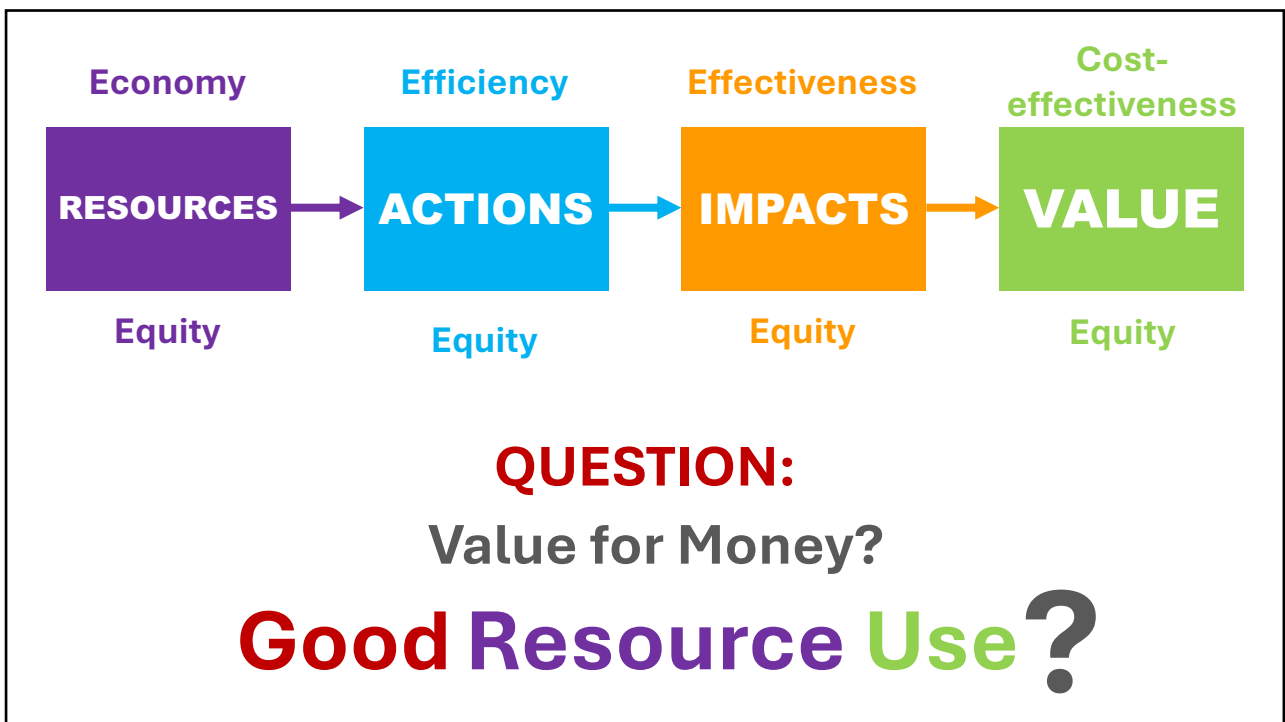 Economy
Efficiency
Effectiveness
Cost-
effectiveness
RESOURCES
ACTIONS
IMPACTS
VALUE
Equity
Equity
Equity
Equity
QUESTION:
Value for Money?
Good Resource Use?